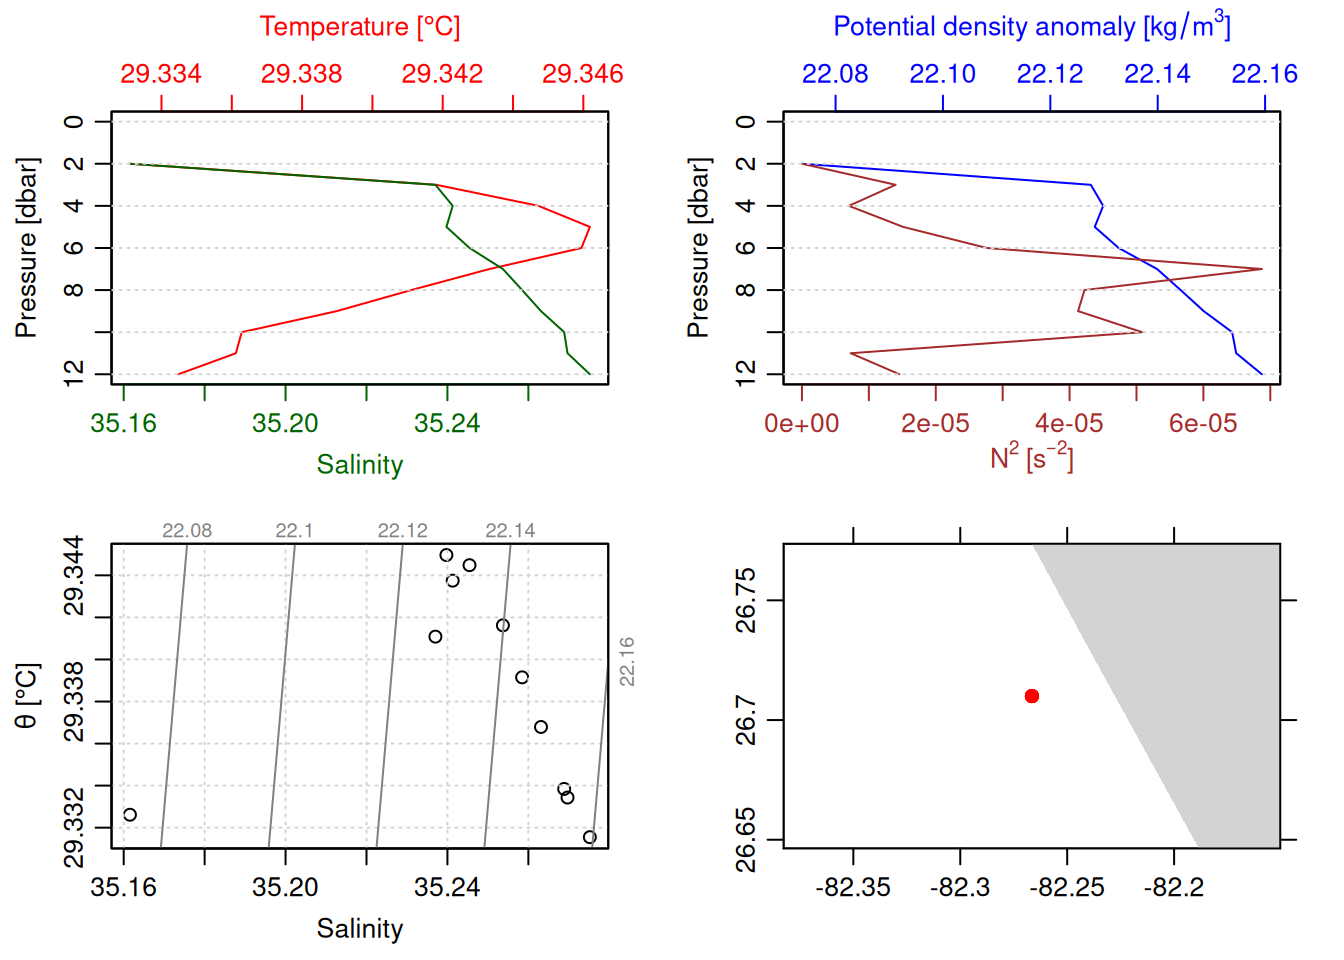 Temperature [°C]
29.334 29.338 29.342 29.346
Pressure [dbar]
0
2
4
6
8
12
35.16 35.20 35.24
Salinity
Potential density anomaly [kg/m³]
22.08 22.10 22.12 22.14 22.16
Pressure [dbar]
0
2
4
6
8
12
0e+00 2e-05 4e-05 6e-05
N² [s⁻²]
22.08 22.1 22.12 22.14
22.16
θ [°C]
29.344
29.338
29.332
35.16 35.20 35.24
Salinity
26.75
26.7
26.65
-82.35 -82.3 -82.25 -82.2